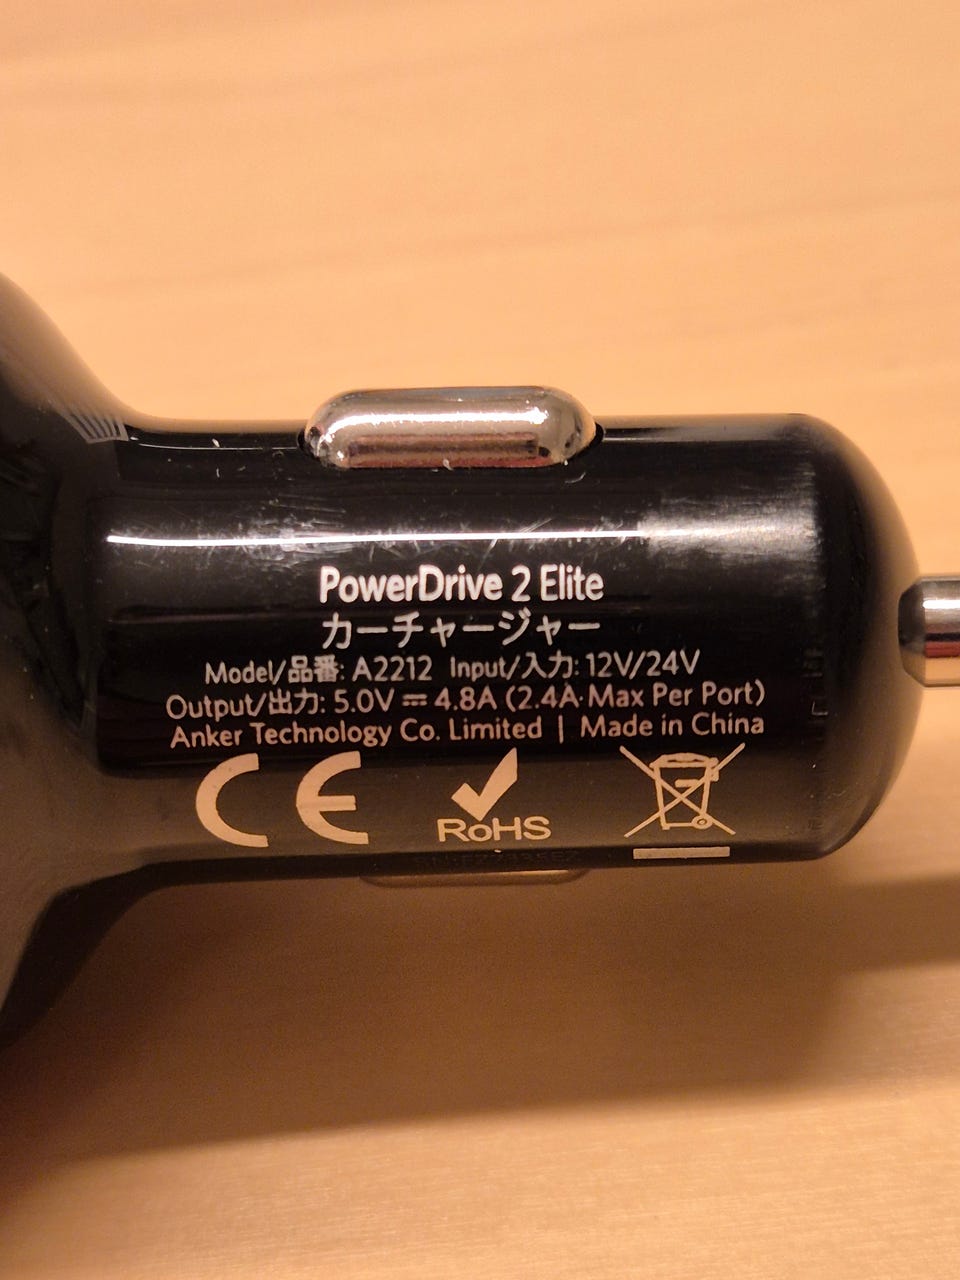 PowerDrive 2 Elite
カーチャージャー
Model/品番: A2212 Input/入力: 12V/24V
Output/出力: 5.0V ⎓ 4.8A (2.4A Max Per Port)
Anker Technology Co. Limited | Made in China
CE RoHS